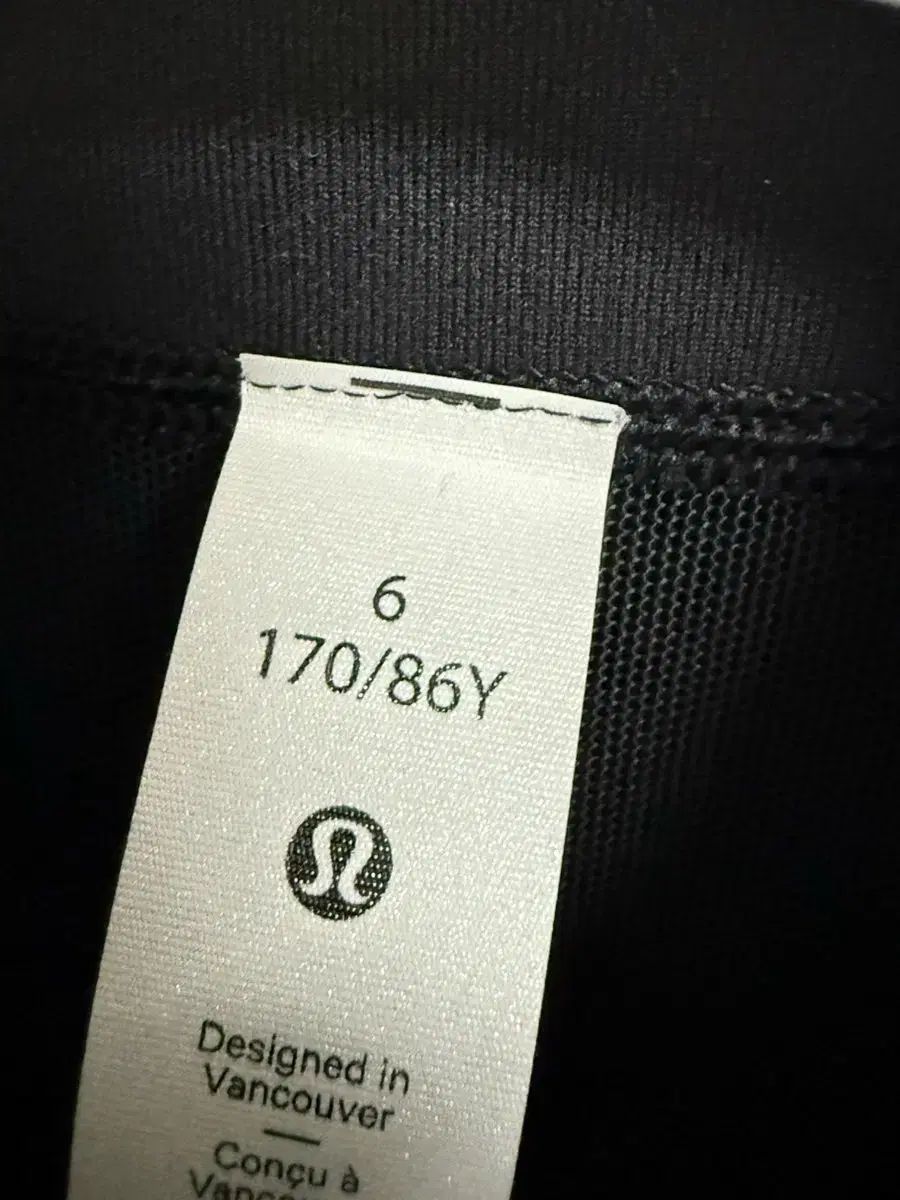 6
170/86Y
Designed in
Vancouver
—
Conçu à